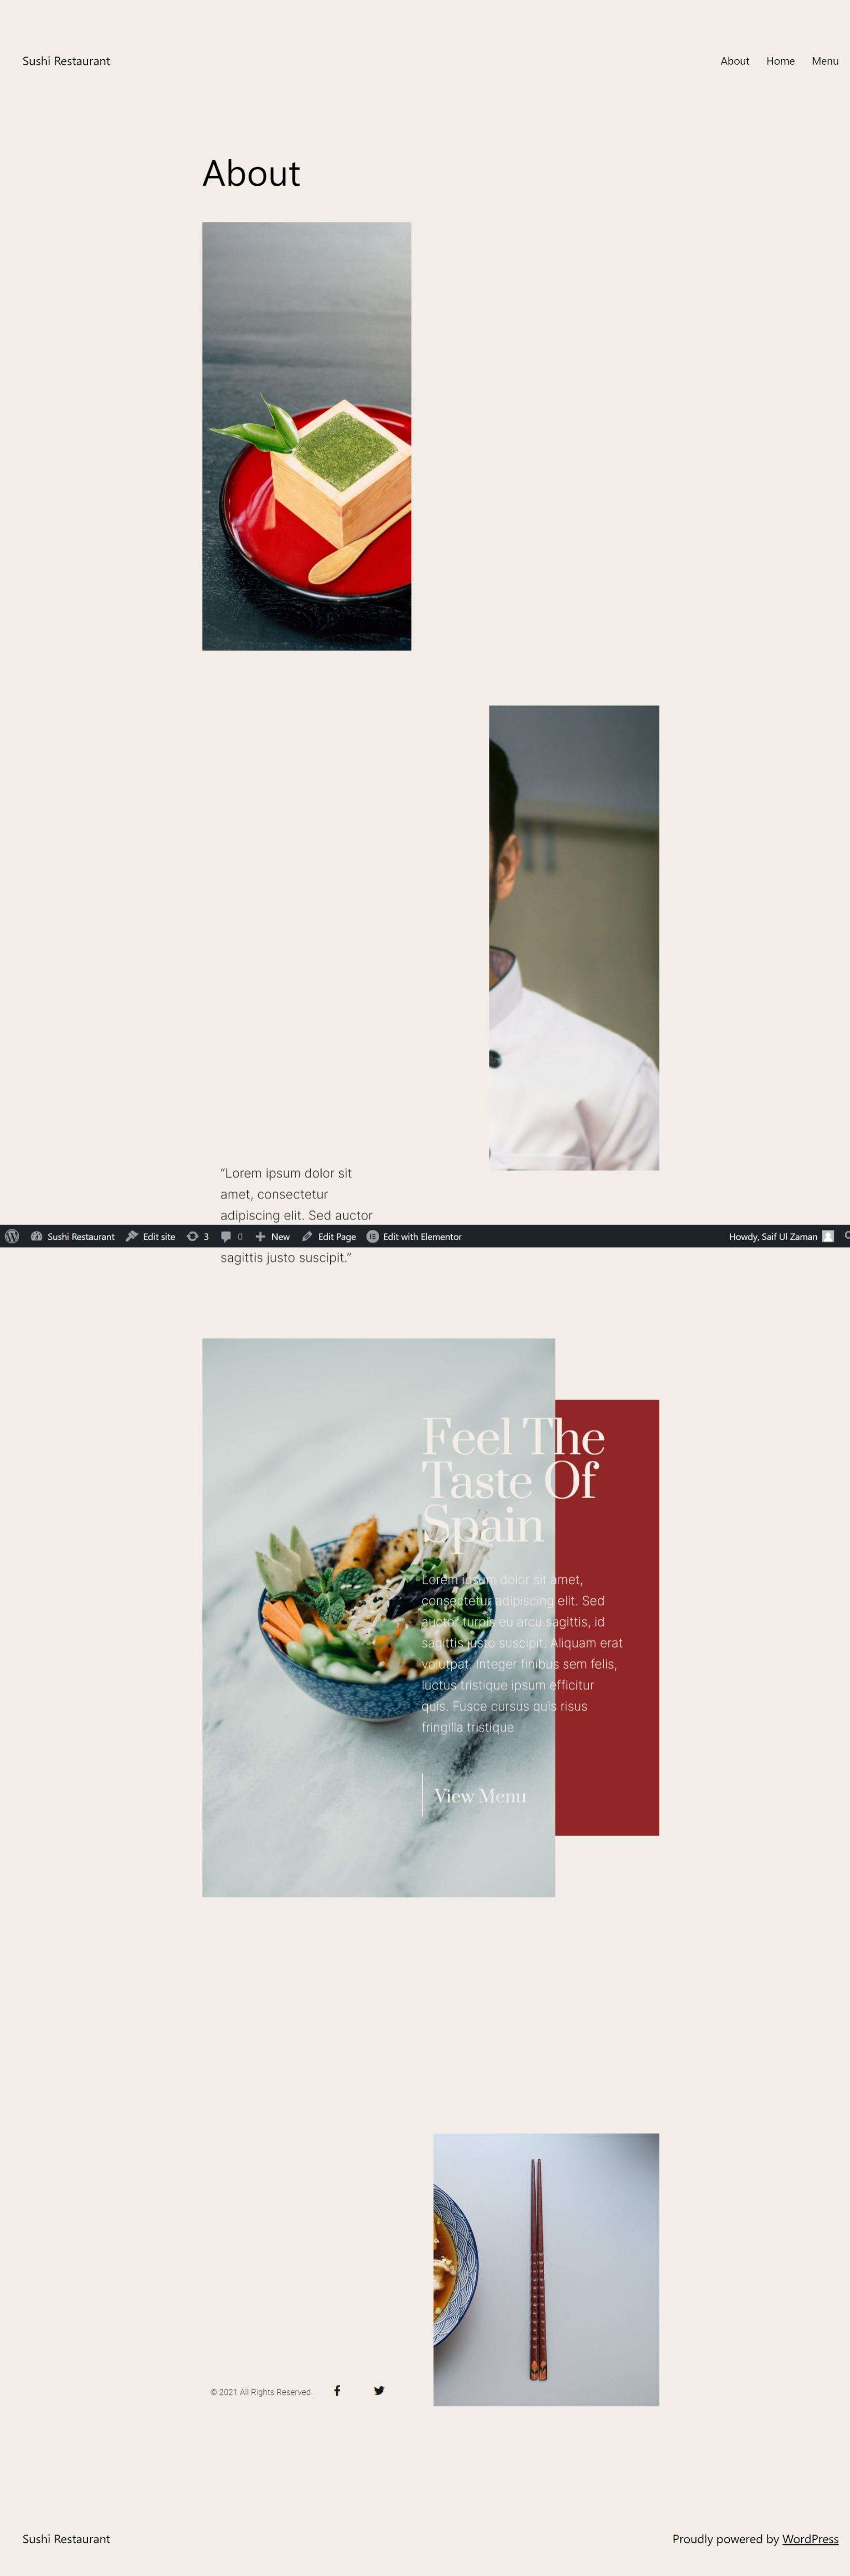 Sushi Restaurant
About Home Menu
About
“Lorem ipsum dolor sit
amet, consectetur
adipiscing elit. Sed auctor
Sushi Restaurant Edit site 3 0 New Edit Page Edit with Elementor Howdy, Saif Ul Zaman
sagittis justo suscipit.”
Feel The
Taste Of
Spain
Lorem ipsum dolor sit amet,
consectetur adipiscing elit. Sed
auctor turpis eu arcu sagittis, id
sagittis justo suscipit. Aliquam erat
volutpat. Integer finibus sem felis,
luctus tristique ipsum efficitur
quis. Fusce cursus quis risus
fringilla tristique
View Menu
© 2021 All Rights Reserved.
Sushi Restaurant
Proudly powered by WordPress